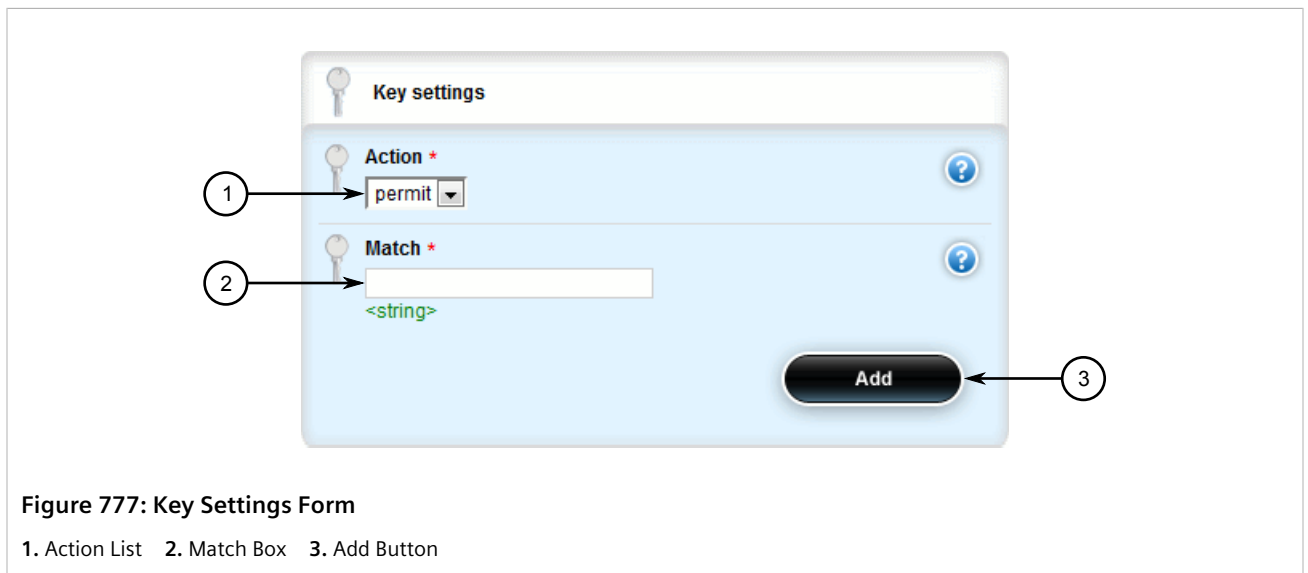 Key settings
Action *
?
1
permit
Match *
?
2
<string>
Add
3
Figure 777: Key Settings Form
1. Action List 2. Match Box 3. Add Button